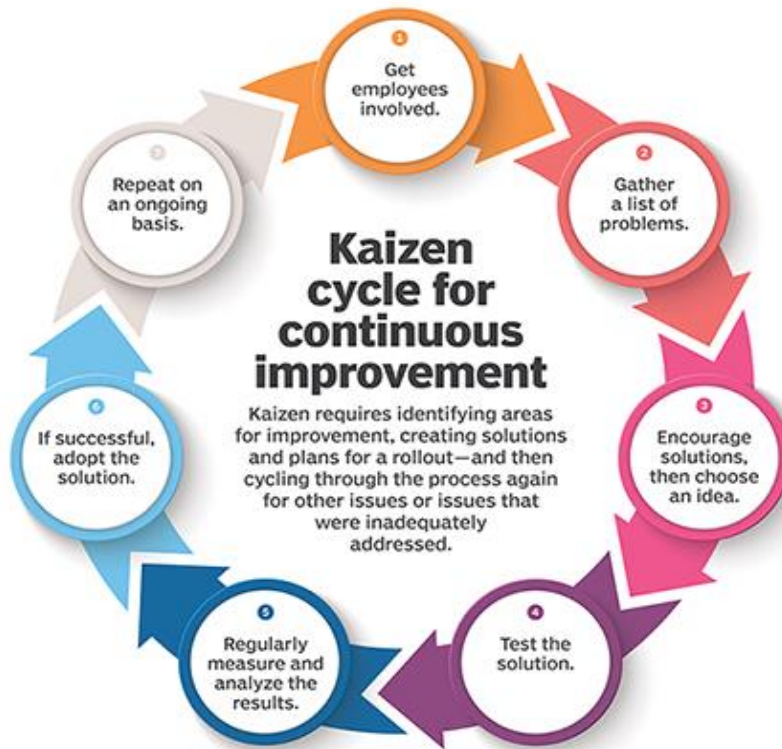 1
Get
employees
involved.
2
Gather
a list of
problems.
3
Encourage
solutions,
then choose
an idea.
4
Test the
solution.
5
Regularly
measure and
analyze the
results.
6
If successful,
adopt the
solution.
7
Repeat on
an ongoing
basis.
Kaizen
cycle for
continuous
improvement
Kaizen requires identifying areas
for improvement, creating solutions
and plans for a rollout—and then
cycling through the process again
for other issues or issues that
were inadequately
addressed.